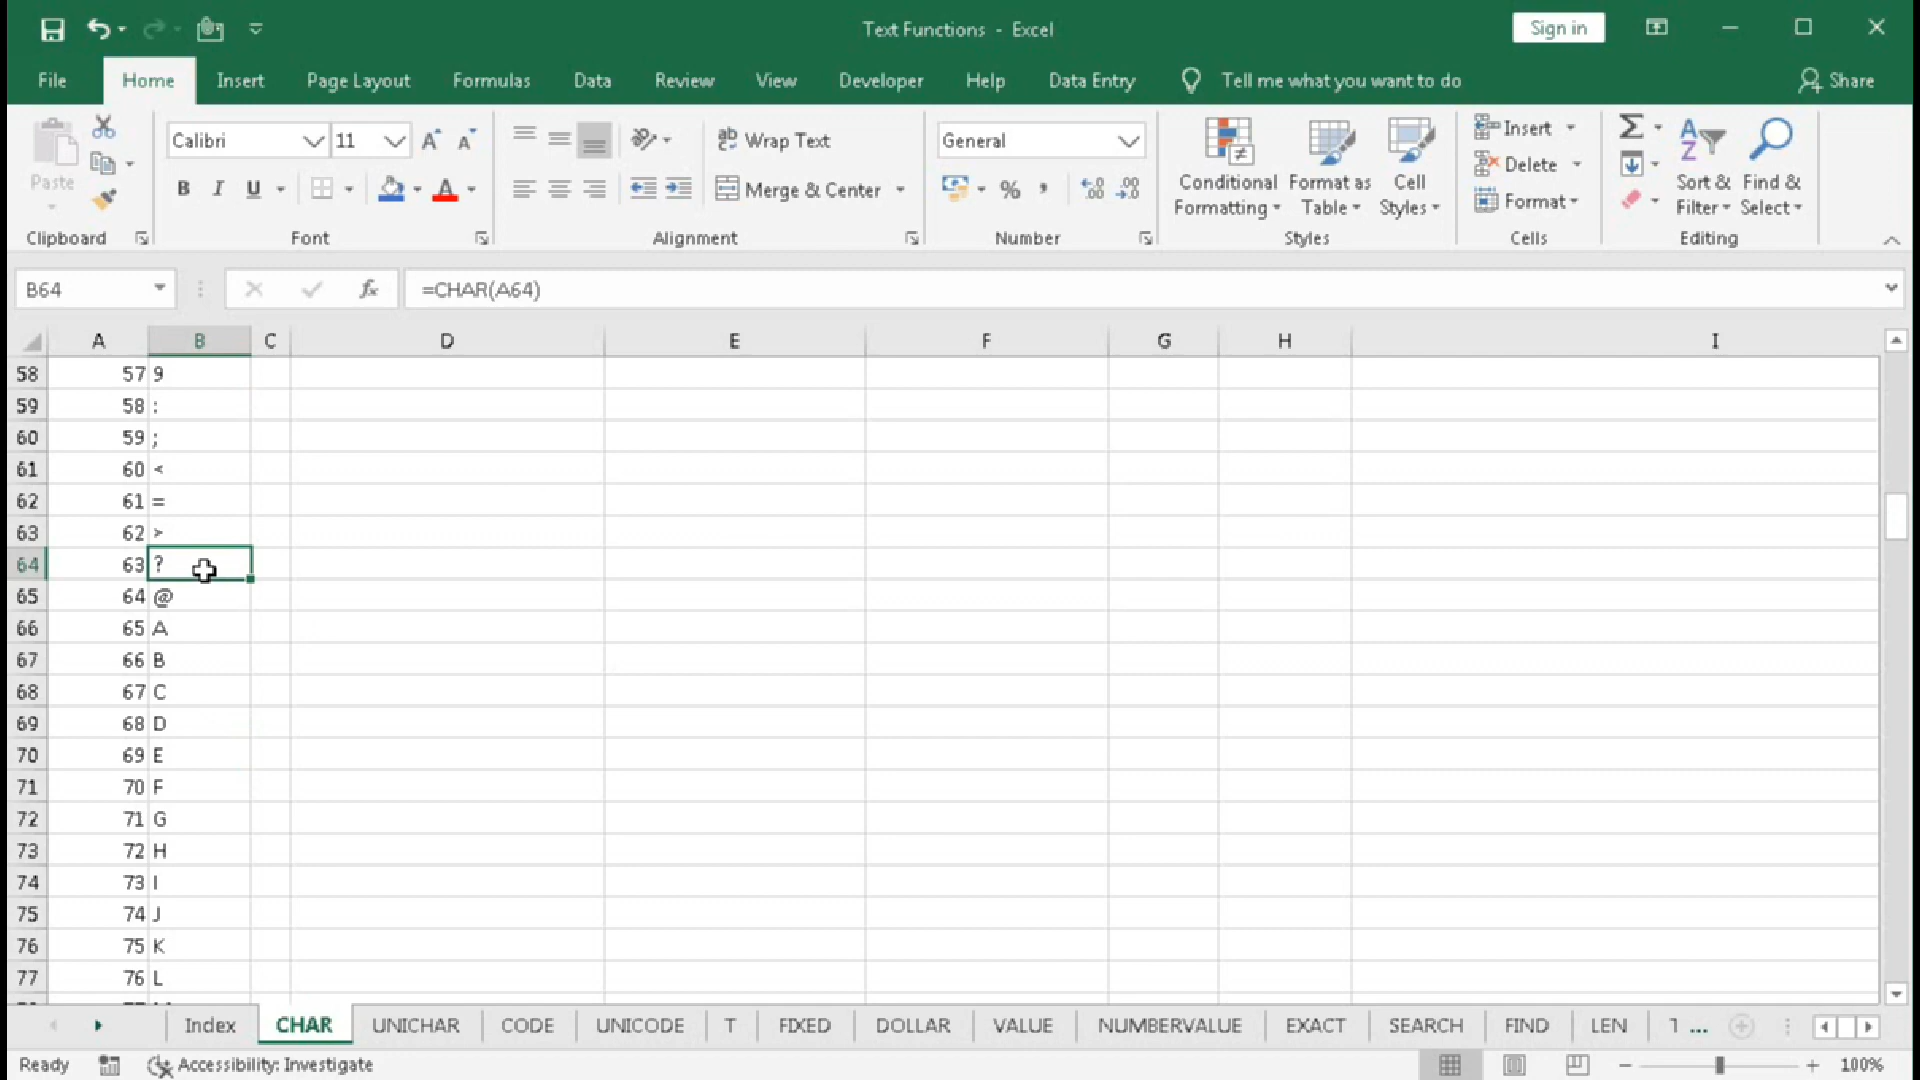 Text Functions - Excel
Sign in
File Home Insert Page Layout Formulas Data Review View Developer Help Data Entry Tell me what you want to do Share
Paste
Clipboard
Calibri 11
B I U
Font
Wrap Text
Merge & Center
Alignment
General
%
Number
Conditional Formatting
Format as Table
Cell Styles
Styles
Insert
Delete
Format
Cells
Sort & Filter
Find & Select
Editing
B64 fx =CHAR(A64)
A B C D E F G H I
58 57 9
59 58 :
60 59 ;
61 60 <
62 61 =
63 62 >
64 63 ?
65 64 @
66 65 A
67 66 B
68 67 C
69 68 D
70 69 E
71 70 F
72 71 G
73 72 H
74 73 I
75 74 J
76 75 K
77 76 L
Index CHAR UNICHAR CODE UNICODE T FIXED DOLLAR VALUE NUMBERVALUE EXACT SEARCH FIND LEN ...
Ready Accessibility: Investigate 100%